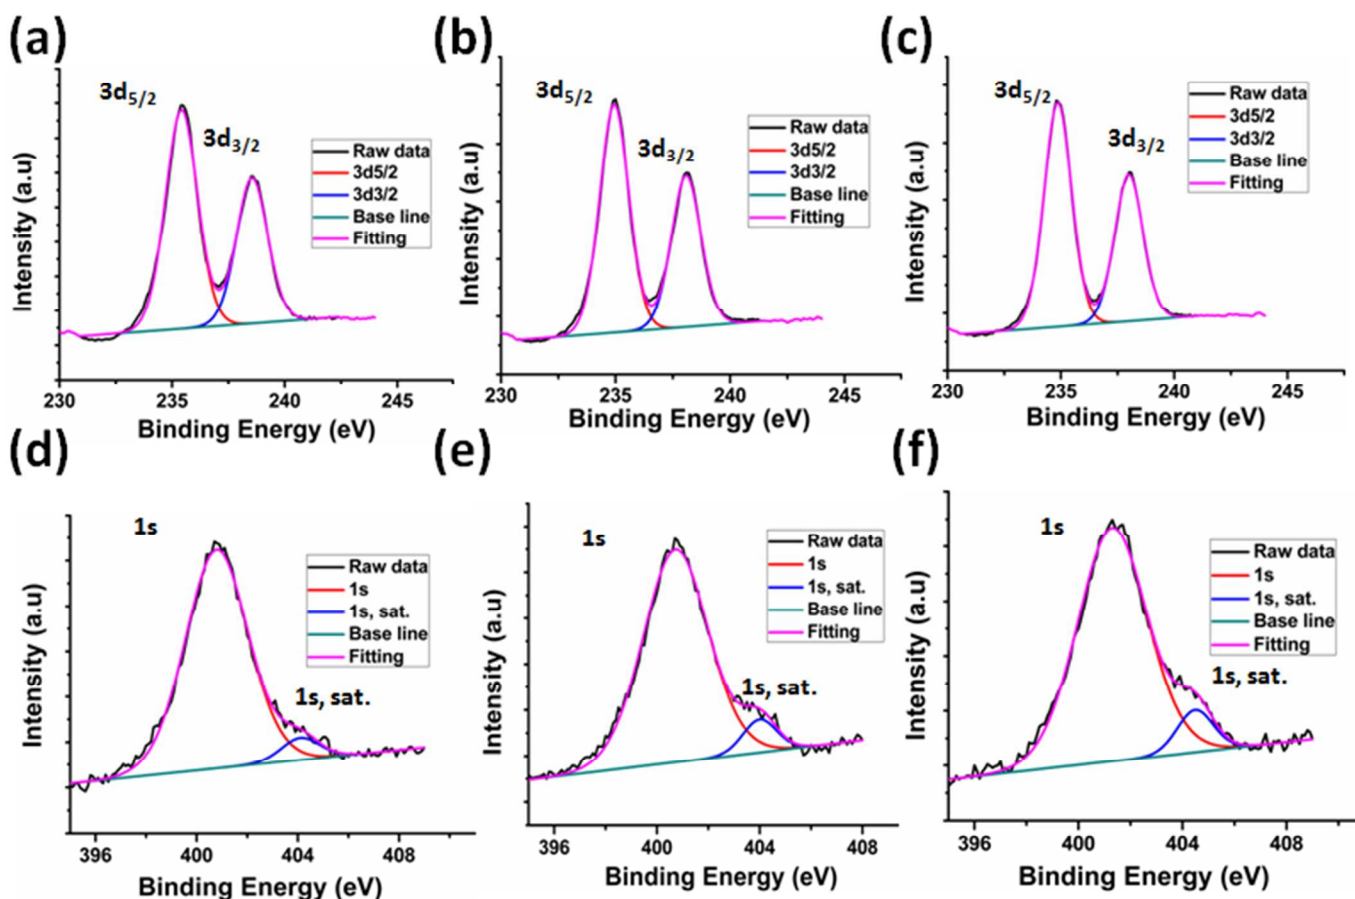 (a)
3d5/2
3d3/2
Raw data
3d5/2
3d3/2
Base line
Fitting
Intensity (a.u)
230 235 240 245
Binding Energy (eV)
(b)
3d5/2
3d3/2
Raw data
3d5/2
3d3/2
Base line
Fitting
Intensity (a.u)
230 235 240 245
Binding Energy (eV)
(c)
3d5/2
3d3/2
Raw data
3d5/2
3d3/2
Base line
Fitting
Intensity (a.u)
230 235 240 245
Binding Energy (eV)
(d)
1s
Raw data
1s
1s, sat.
Base line
Fitting
1s, sat.
Intensity (a.u)
396 400 404 408
Binding Energy (eV)
(e)
1s
Raw data
1s
1s, sat.
Base line
Fitting
1s, sat.
Intensity (a.u)
396 400 404 408
Binding Energy (eV)
(f)
1s
Raw data
1s
1s, sat.
Base line
Fitting
1s, sat.
Intensity (a.u)
396 400 404 408
Binding Energy (eV)